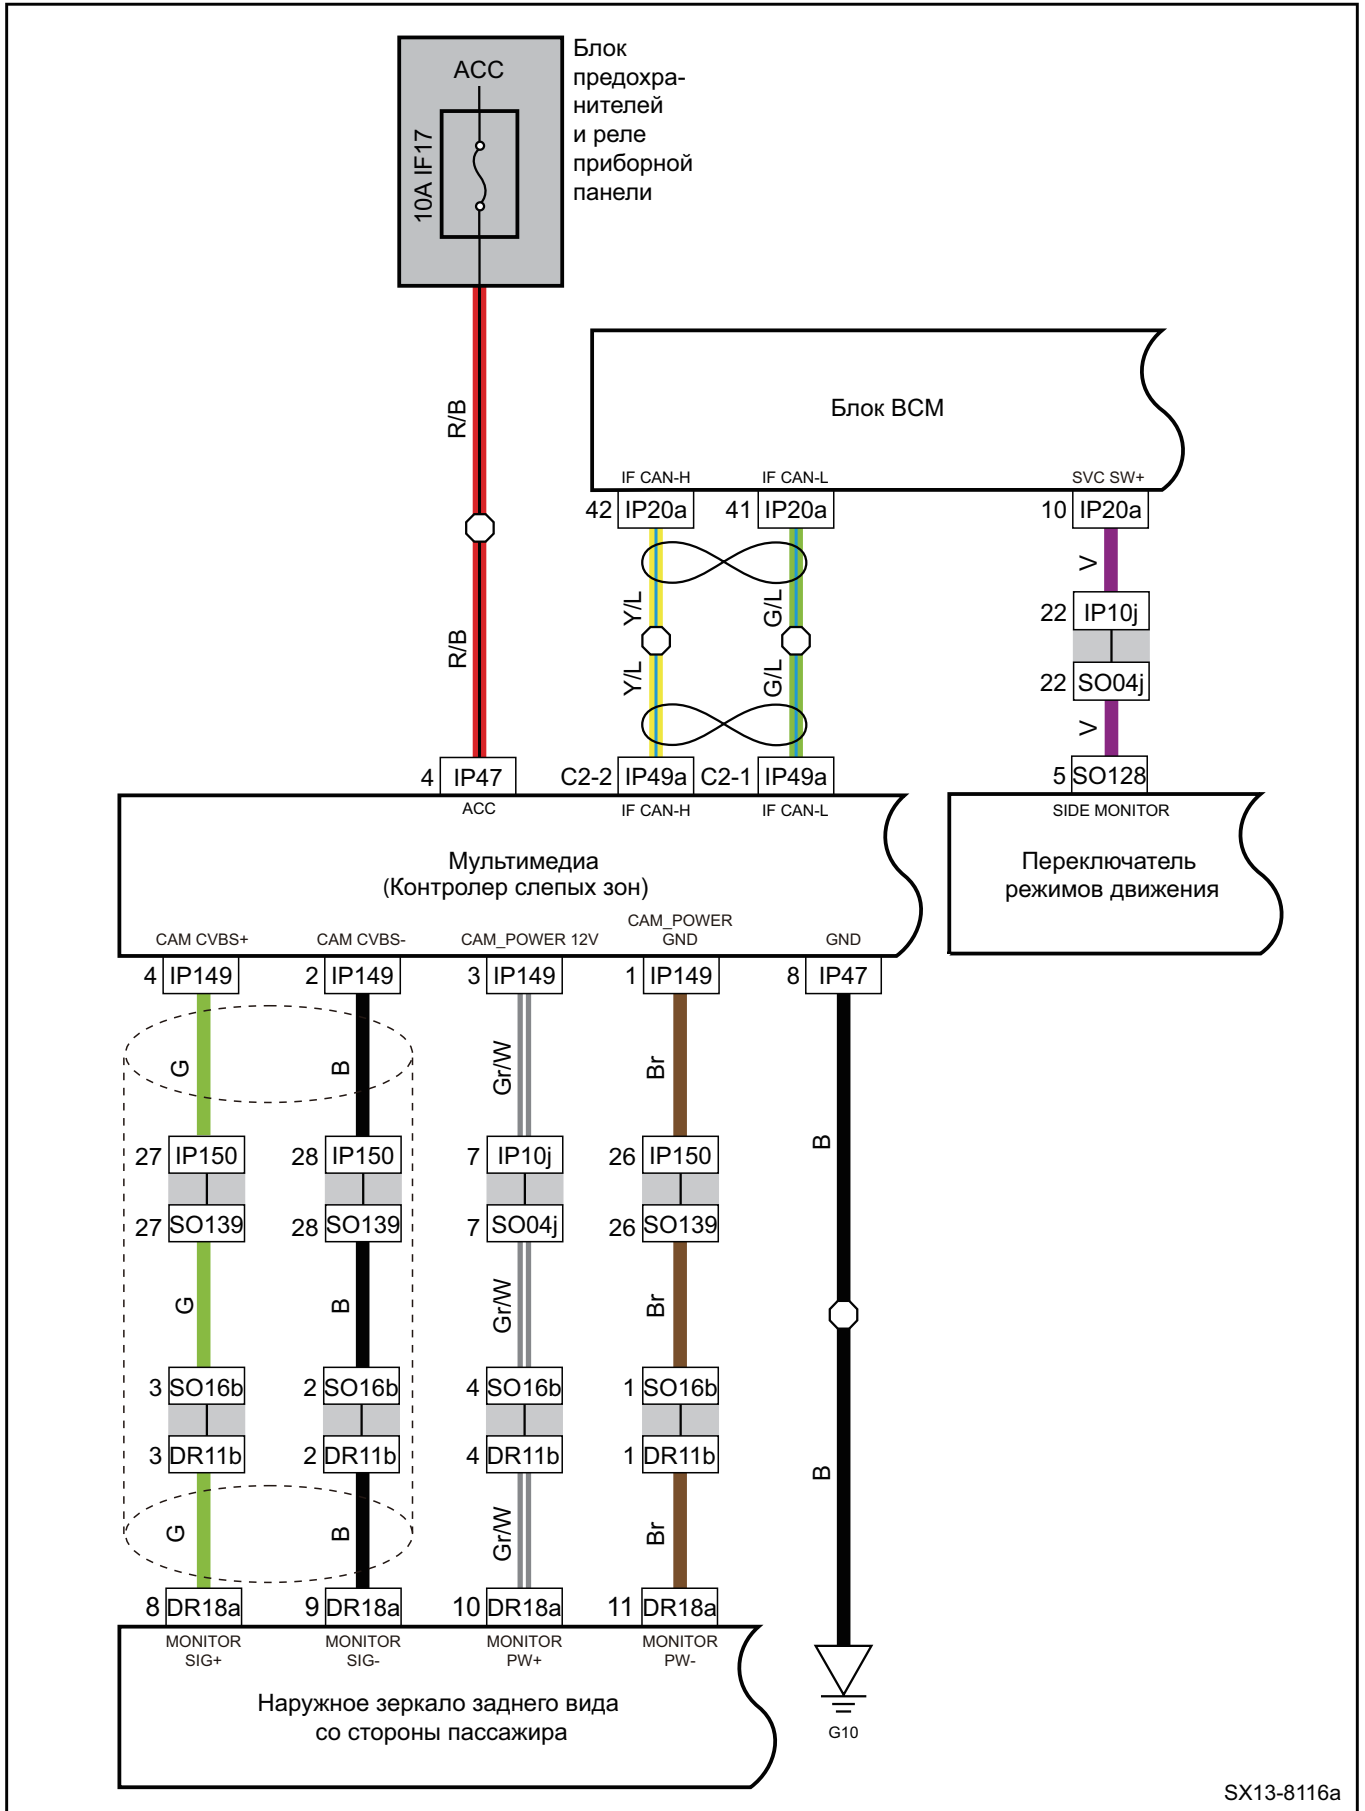 ACC
10A IF17
Блок
предохра-
нителей
и реле
приборной
панели
R/B
R/B
Блок BCM
IF CAN-H
IF CAN-L
SVC SW+
42 IP20a
41 IP20a
10 IP20a
Y/L
G/L
V
22 IP10j
Y/L
G/L
22 SO04j
V
4 IP47
C2-2 IP49a
C2-1 IP49a
5 SO128
ACC
IF CAN-H
IF CAN-L
SIDE MONITOR
Мультимедиа
(Контролер слепых зон)
Переключатель
режимов движения
CAM CVBS+
CAM CVBS-
CAM_POWER 12V
CAM_POWER
GND
GND
4 IP149
2 IP149
3 IP149
1 IP149
8 IP47
G
B
Gr/W
Br
B
27 IP150
28 IP150
7 IP10j
26 IP150
27 SO139
28 SO139
7 SO04j
26 SO139
G
B
Gr/W
Br
3 SO16b
2 SO16b
4 SO16b
1 SO16b
3 DR11b
2 DR11b
4 DR11b
1 DR11b
B
G
B
Gr/W
Br
8 DR18a
9 DR18a
10 DR18a
11 DR18a
MONITOR
SIG+
MONITOR
SIG-
MONITOR
PW+
MONITOR
PW-
Наружное зеркало заднего вида
со стороны пассажира
G10
SX13-8116a